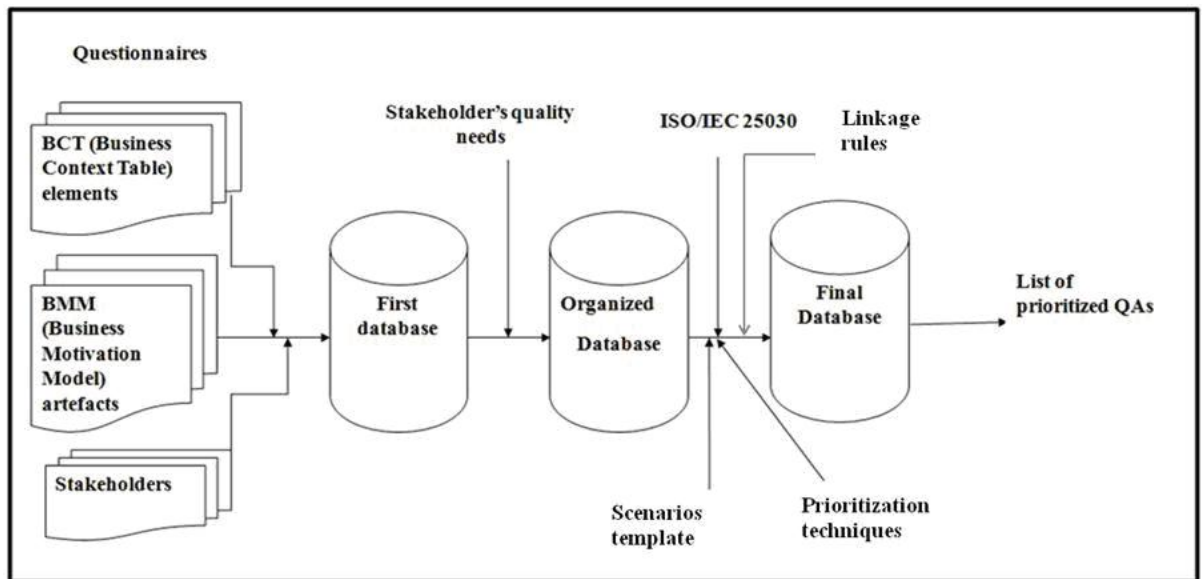 Questionnaires
BCT (Business
Context Table)
elements
BMM
(Business
Motivation
Model)
artefacts
Stakeholders
First
database
Stakeholder's quality
needs
Organized
Database
ISO/IEC 25030
Linkage
rules
Scenarios
template
Prioritization
techniques
Final
Database
List of
prioritized QAs